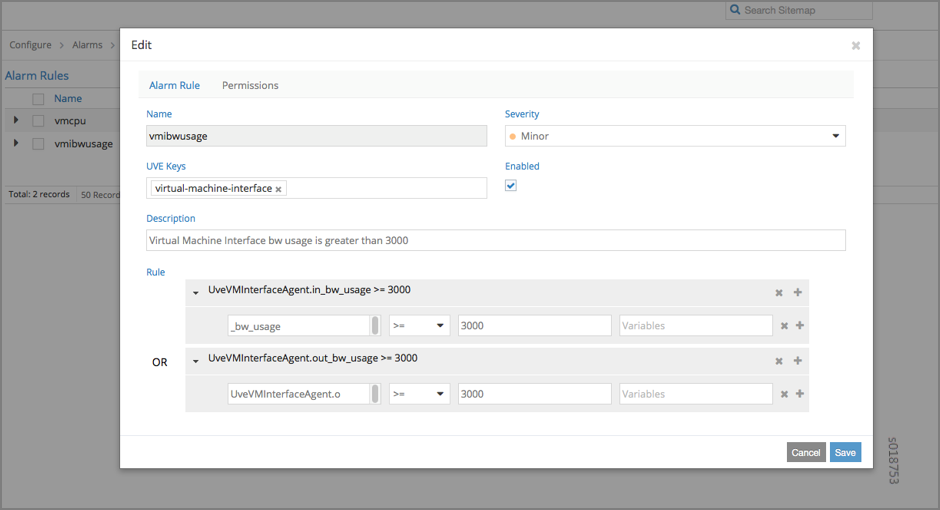 Search Sitemap
Configure > Alarms >
Edit
Alarm Rules
Name
vmcpu
vmibwusage
Total: 2 records 50 Record
Alarm Rule Permissions
Name Severity
vmibwusage Minor
UVE Keys Enabled
virtual-machine-interface
Description
Virtual Machine Interface bw usage is greater than 3000
Rule
UveVMInterfaceAgent.in_bw_usage >= 3000
_bw_usage >= 3000 Variables
OR UveVMInterfaceAgent.out_bw_usage >= 3000
UveVMInterfaceAgent.o >= 3000 Variables
Cancel Save
s018753